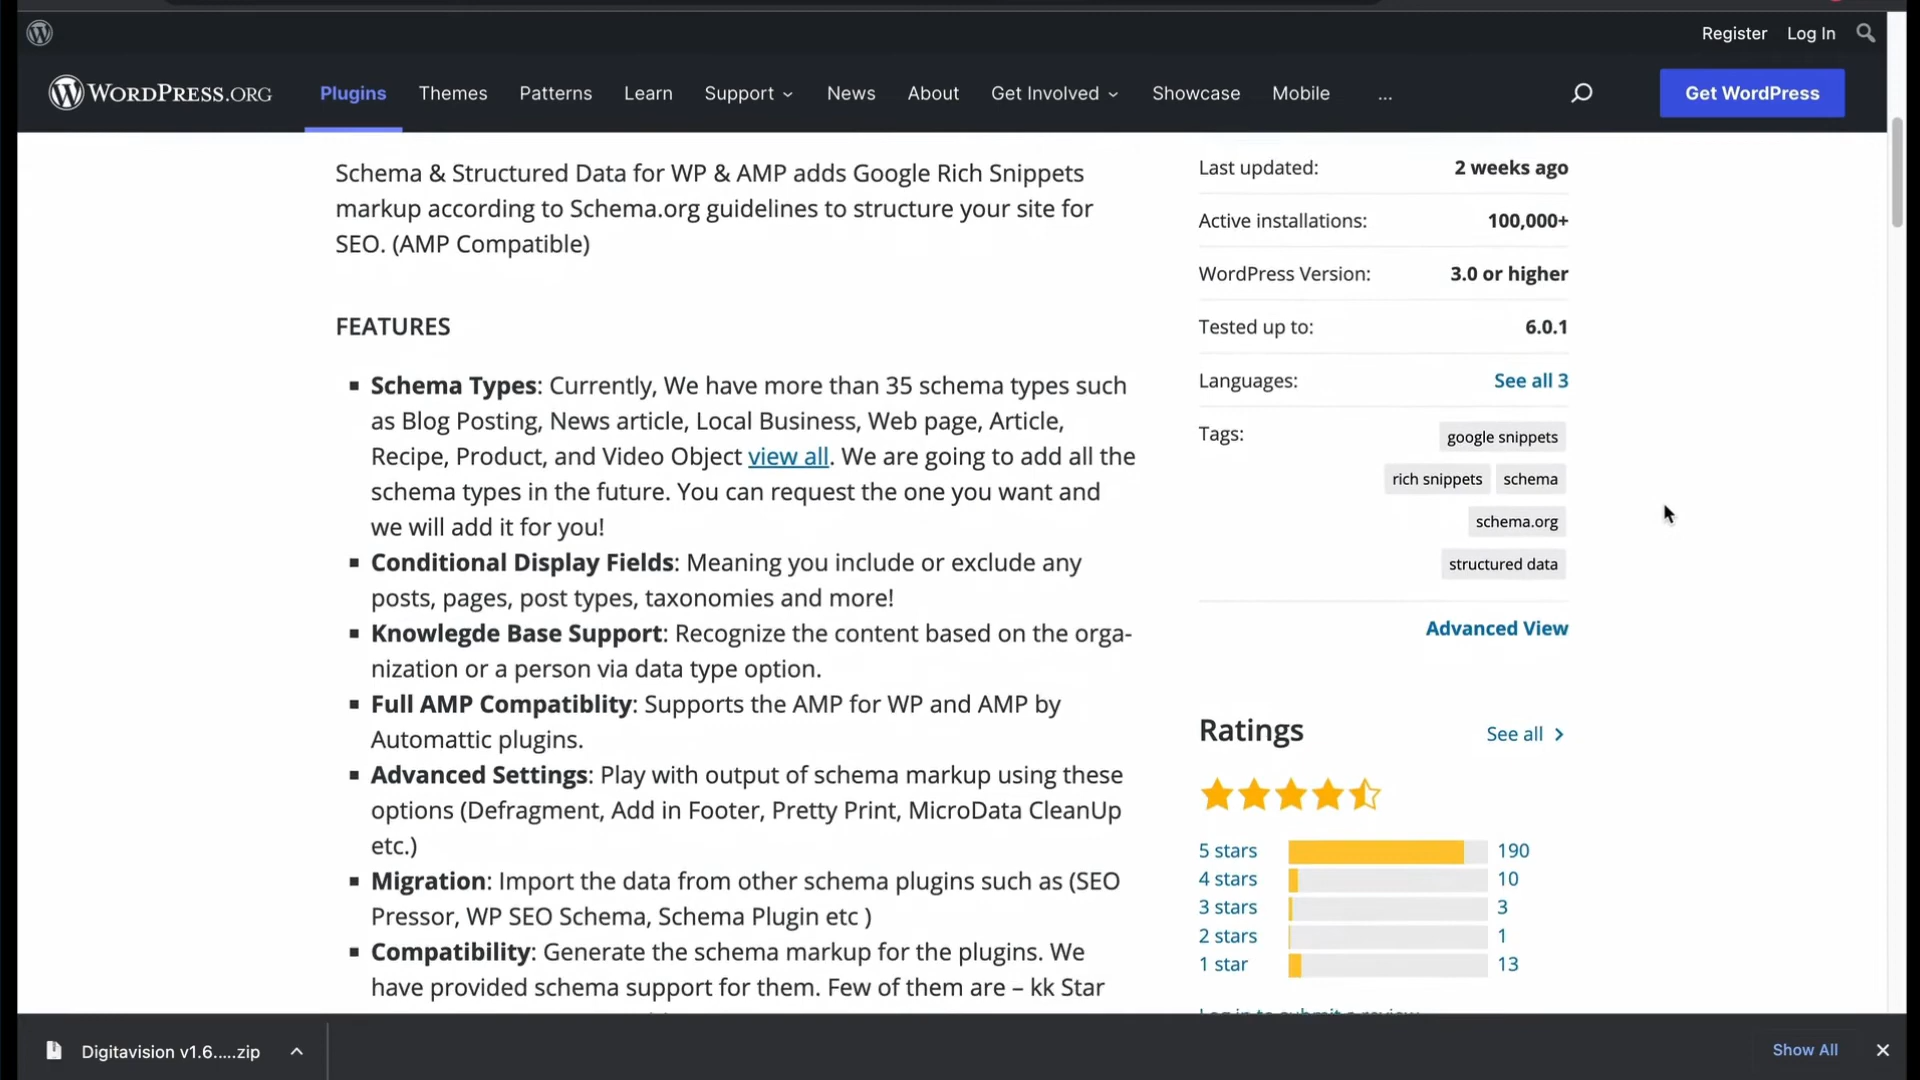 Register Log In
WORDPRESS.ORG Plugins Themes Patterns Learn Support News About Get Involved Showcase Mobile ... Get WordPress
Schema & Structured Data for WP & AMP adds Google Rich Snippets
markup according to Schema.org guidelines to structure your site for
SEO. (AMP Compatible)
FEATURES
▪ Schema Types: Currently, We have more than 35 schema types such
as Blog Posting, News article, Local Business, Web page, Article,
Recipe, Product, and Video Object view all. We are going to add all the
schema types in the future. You can request the one you want and
we will add it for you!
▪ Conditional Display Fields: Meaning you include or exclude any
posts, pages, post types, taxonomies and more!
▪ Knowlegde Base Support: Recognize the content based on the orga-
nization or a person via data type option.
▪ Full AMP Compatiblity: Supports the AMP for WP and AMP by
Automattic plugins.
▪ Advanced Settings: Play with output of schema markup using these
options (Defragment, Add in Footer, Pretty Print, MicroData CleanUp
etc.)
▪ Migration: Import the data from other schema plugins such as (SEO
Pressor, WP SEO Schema, Schema Plugin etc )
▪ Compatibility: Generate the schema markup for the plugins. We
have provided schema support for them. Few of them are – kk Star
Last updated: 2 weeks ago
Active installations: 100,000+
WordPress Version: 3.0 or higher
Tested up to: 6.0.1
Languages: See all 3
Tags: google snippets
rich snippets schema
schema.org
structured data
Advanced View
Ratings See all
5 stars 190
4 stars 10
3 stars 3
2 stars 1
1 star 13
Log in to submit a review.
Digitavision v1.6.....zip Show All